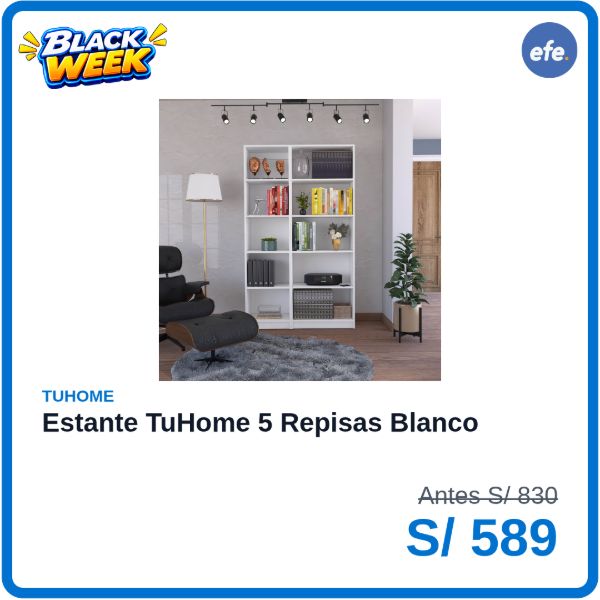 BLACK
WEEK
efe.
TUHOME
Estante TuHome 5 Repisas Blanco
Antes S/ 830
S/ 589